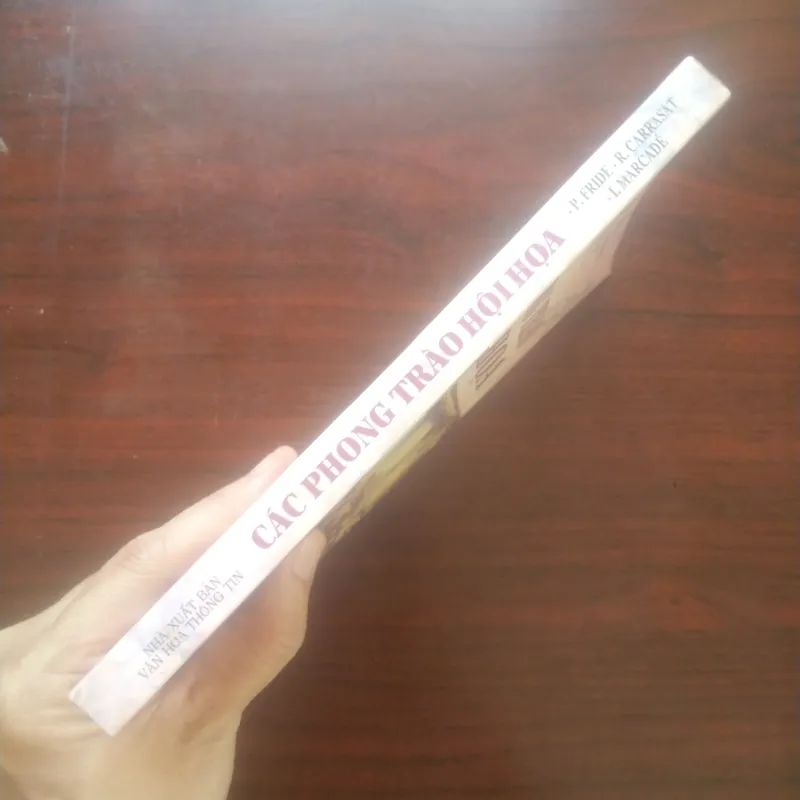 NHÀ XUẤT BẢN
VĂN HÓA THÔNG TIN
CÁC PHONG TRÀO HỘI HỌA
- P. FRIDE - R. CARRASAT
- I. MARCADÉ